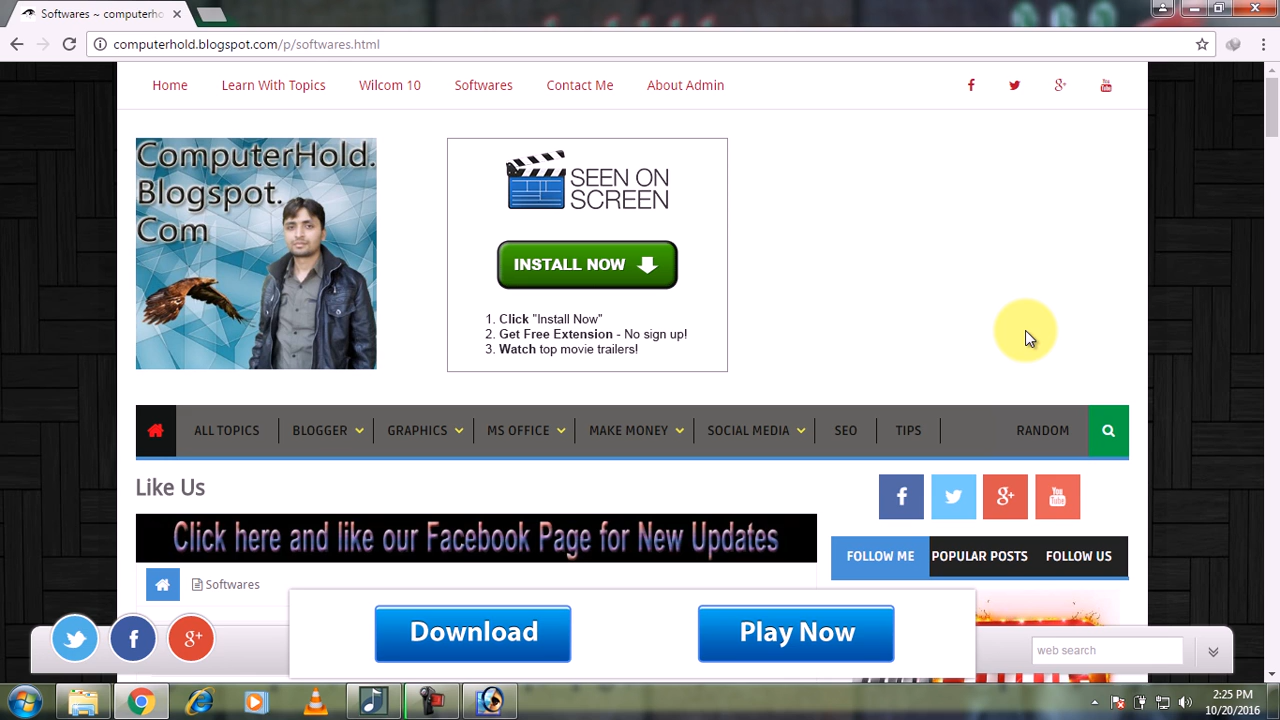 Softwares ~ computerho
computerhold.blogspot.com/p/softwares.html
Home Learn With Topics Wilcom 10 Softwares Contact Me About Admin
ComputerHold.
Blogspot.
Com
SEEN ON
SCREEN
INSTALL NOW
1. Click "Install Now"
2. Get Free Extension - No sign up!
3. Watch top movie trailers!
ALL TOPICS BLOGGER GRAPHICS MS OFFICE MAKE MONEY SOCIAL MEDIA SEO TIPS RANDOM
Like Us
Click here and like our Facebook Page for New Updates
FOLLOW ME POPULAR POSTS FOLLOW US
Softwares
Download Play Now
web search
2:25 PM
10/20/2016